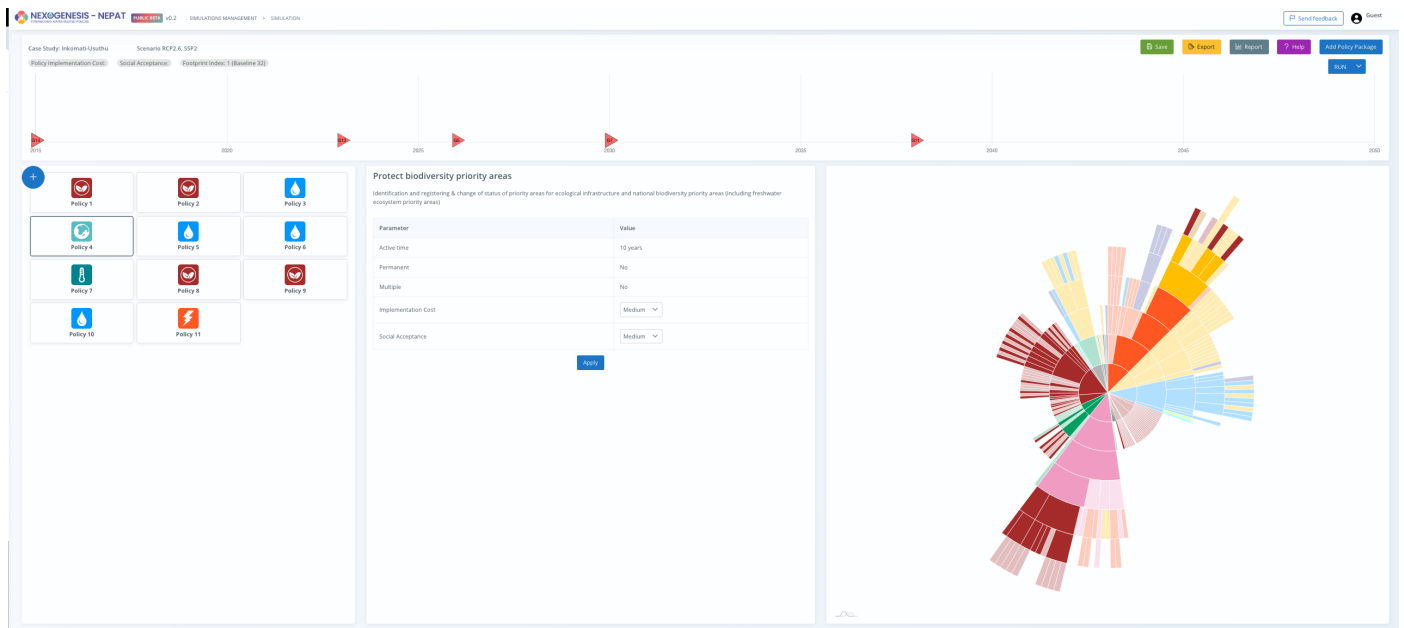 NEXOGENESIS – NEPAT PUBLIC BETA v0.2 SIMULATIONS MANAGEMENT > SIMULATION Send feedback Guest
STREAMLINING WATER RELATED POLICIES
Case Study: Inkomati-Usuthu Scenario RCP2.6, SSP2 Save Export Report ? Help Add Policy Package
Policy Implementation Cost: Social Acceptance: Footprint Index: 1 (Baseline 32) RUN
2015 2020 2025 2030 2035 2040 2045 2050
+
Policy 1 Policy 2 Policy 3
Policy 4 Policy 5 Policy 6
Policy 7 Policy 8 Policy 9
Policy 10 Policy 11
Protect biodiversity priority areas
Identification and registering & change of status of priority areas for ecological infrastructure and national biodiversity priority areas (including freshwater
ecosystem priority areas)
Parameter Value
Active time 10 years
Permanent No
Multiple No
Implementation Cost Medium
Social Acceptance Medium
Apply